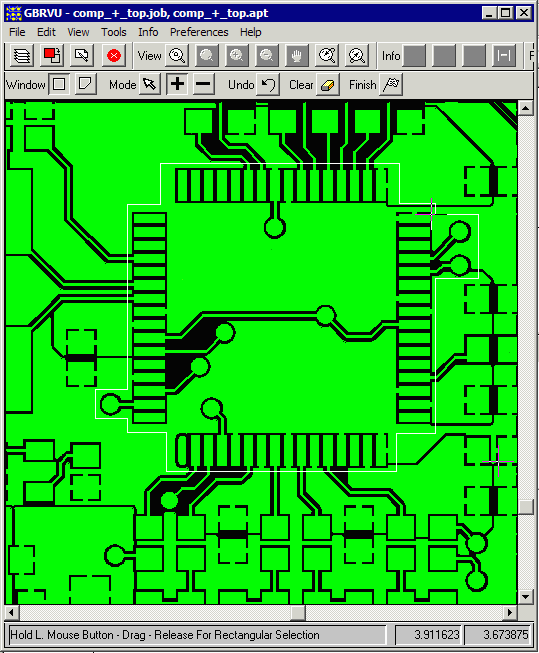 GBRVU - comp_+_top.job, comp_+_top.apt
File Edit View Tools Info Preferences Help
View Info
Window Mode Undo Clear Finish
Hold L. Mouse Button - Drag - Release For Rectangular Selection 3.911623 3.673875